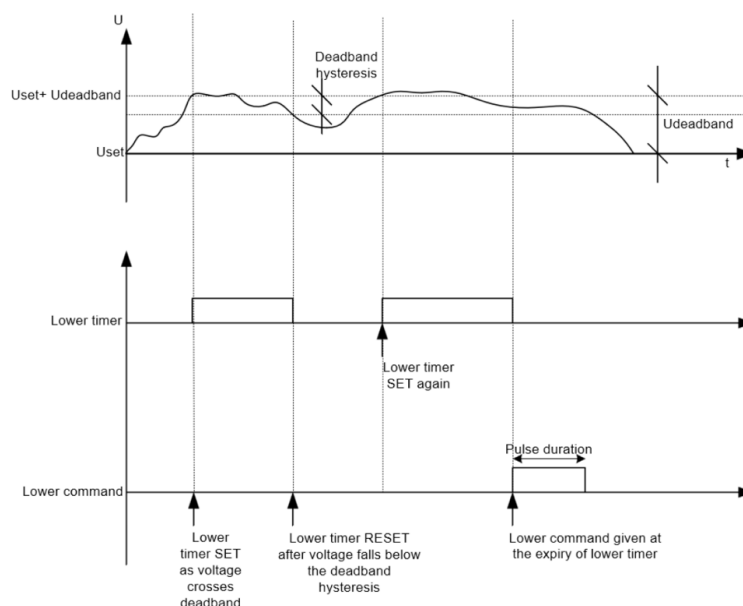 U
Deadband
hysteresis
Uset+ Udeadband
Udeadband
Uset
t
Lower timer
Lower timer
SET again
Pulse duration
Lower command
Lower
timer SET
as voltage
crosses
deadband
Lower timer RESET
after voltage falls below
the deadband
hysteresis
Lower command given at
the expiry of lower timer